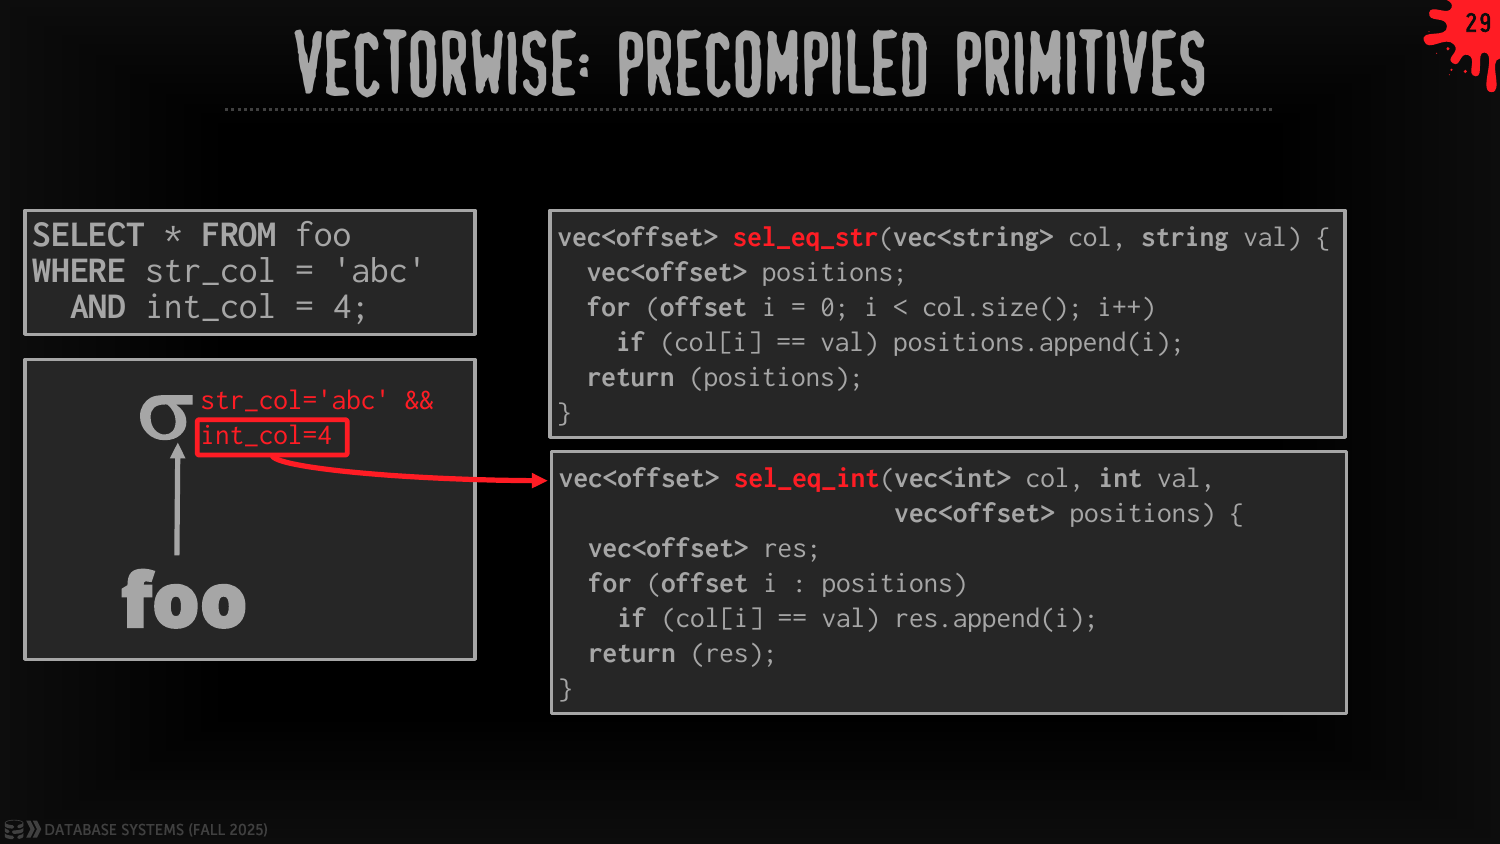 29
VECTORWISE: PRECOMPILED PRIMITIVES
SELECT * FROM foo
WHERE str_col = 'abc'
  AND int_col = 4;
σ str_col='abc' &&
int_col=4
foo
vec<offset> sel_eq_str(vec<string> col, string val) {
  vec<offset> positions;
  for (offset i = 0; i < col.size(); i++)
    if (col[i] == val) positions.append(i);
  return (positions);
}
vec<offset> sel_eq_int(vec<int> col, int val,
                       vec<offset> positions) {
  vec<offset> res;
  for (offset i : positions)
    if (col[i] == val) res.append(i);
  return (res);
}
DATABASE SYSTEMS (FALL 2025)